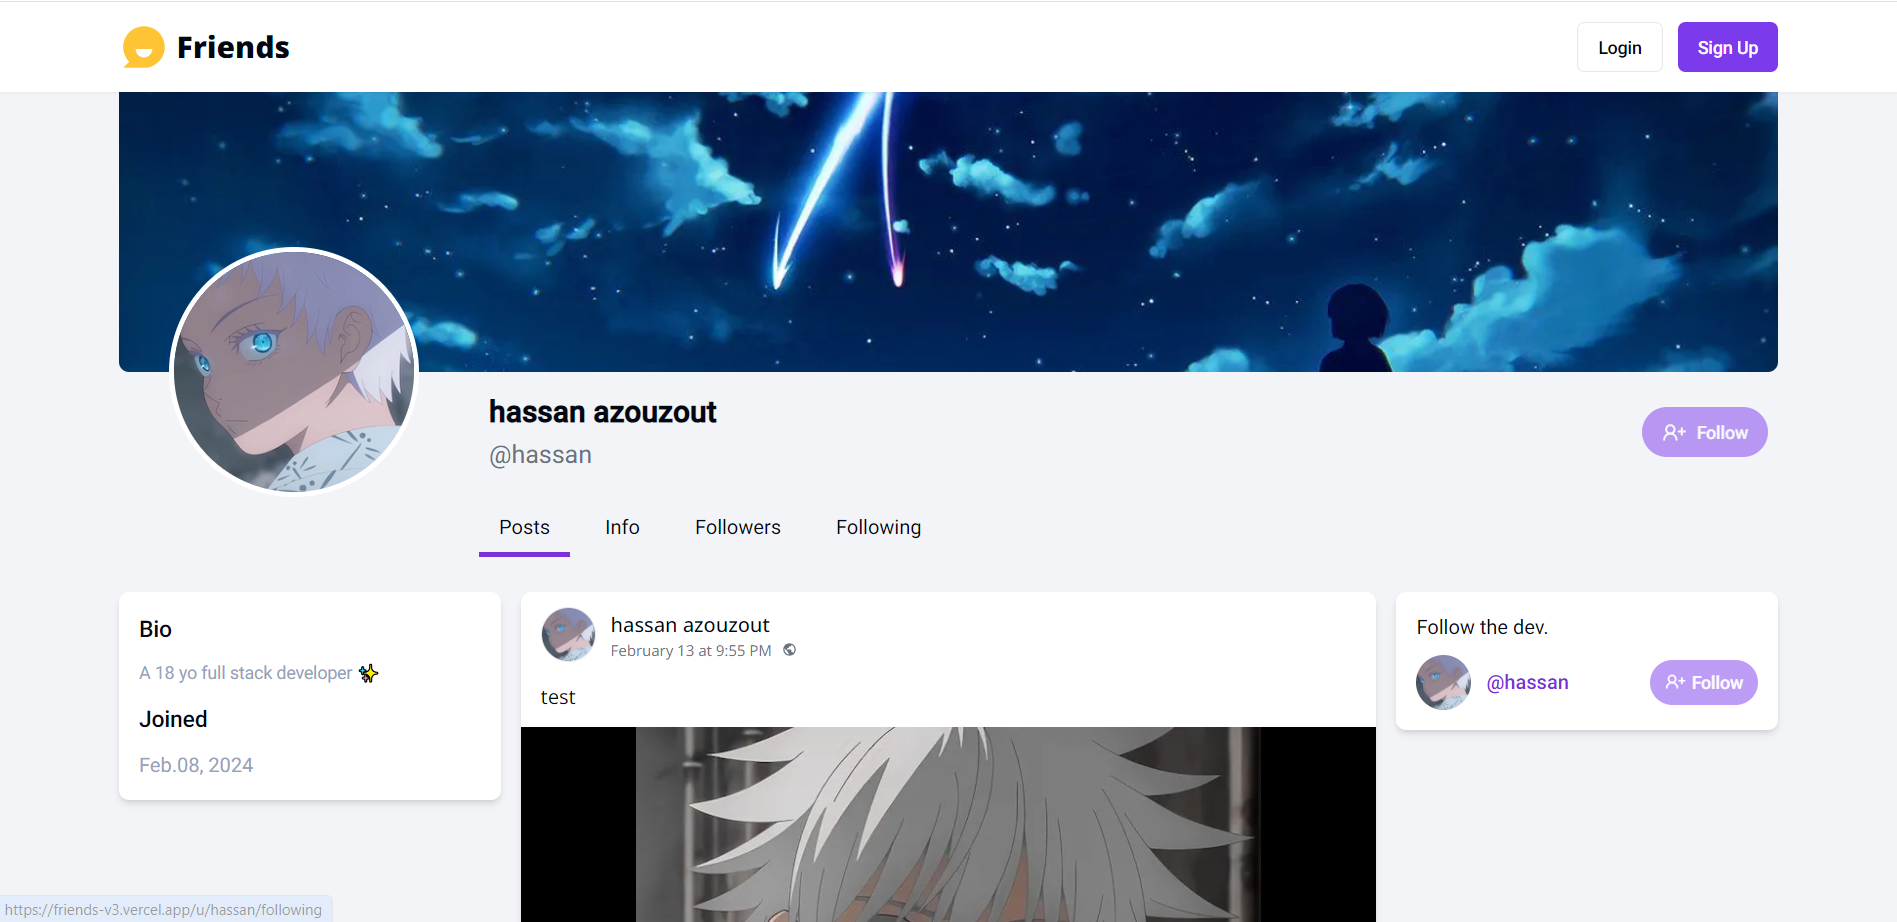 Friends
Login
Sign Up
hassan azouzout
@hassan
Follow
Posts
Info
Followers
Following
Bio
A 18 yo full stack developer ✨
Joined
Feb.08, 2024
hassan azouzout
February 13 at 9:55 PM
test
Follow the dev.
@hassan
Follow
https://friends-v3.vercel.app/u/hassan/following